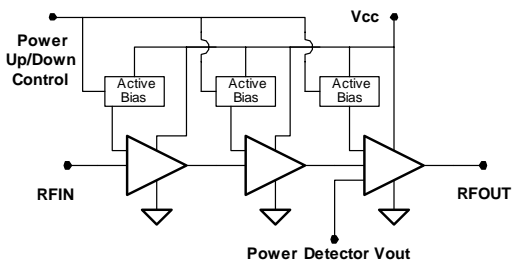 Power
Up/Down
Control
Vcc
Active
Bias
Active
Bias
Active
Bias
RFIN
RFOUT
Power Detector Vout